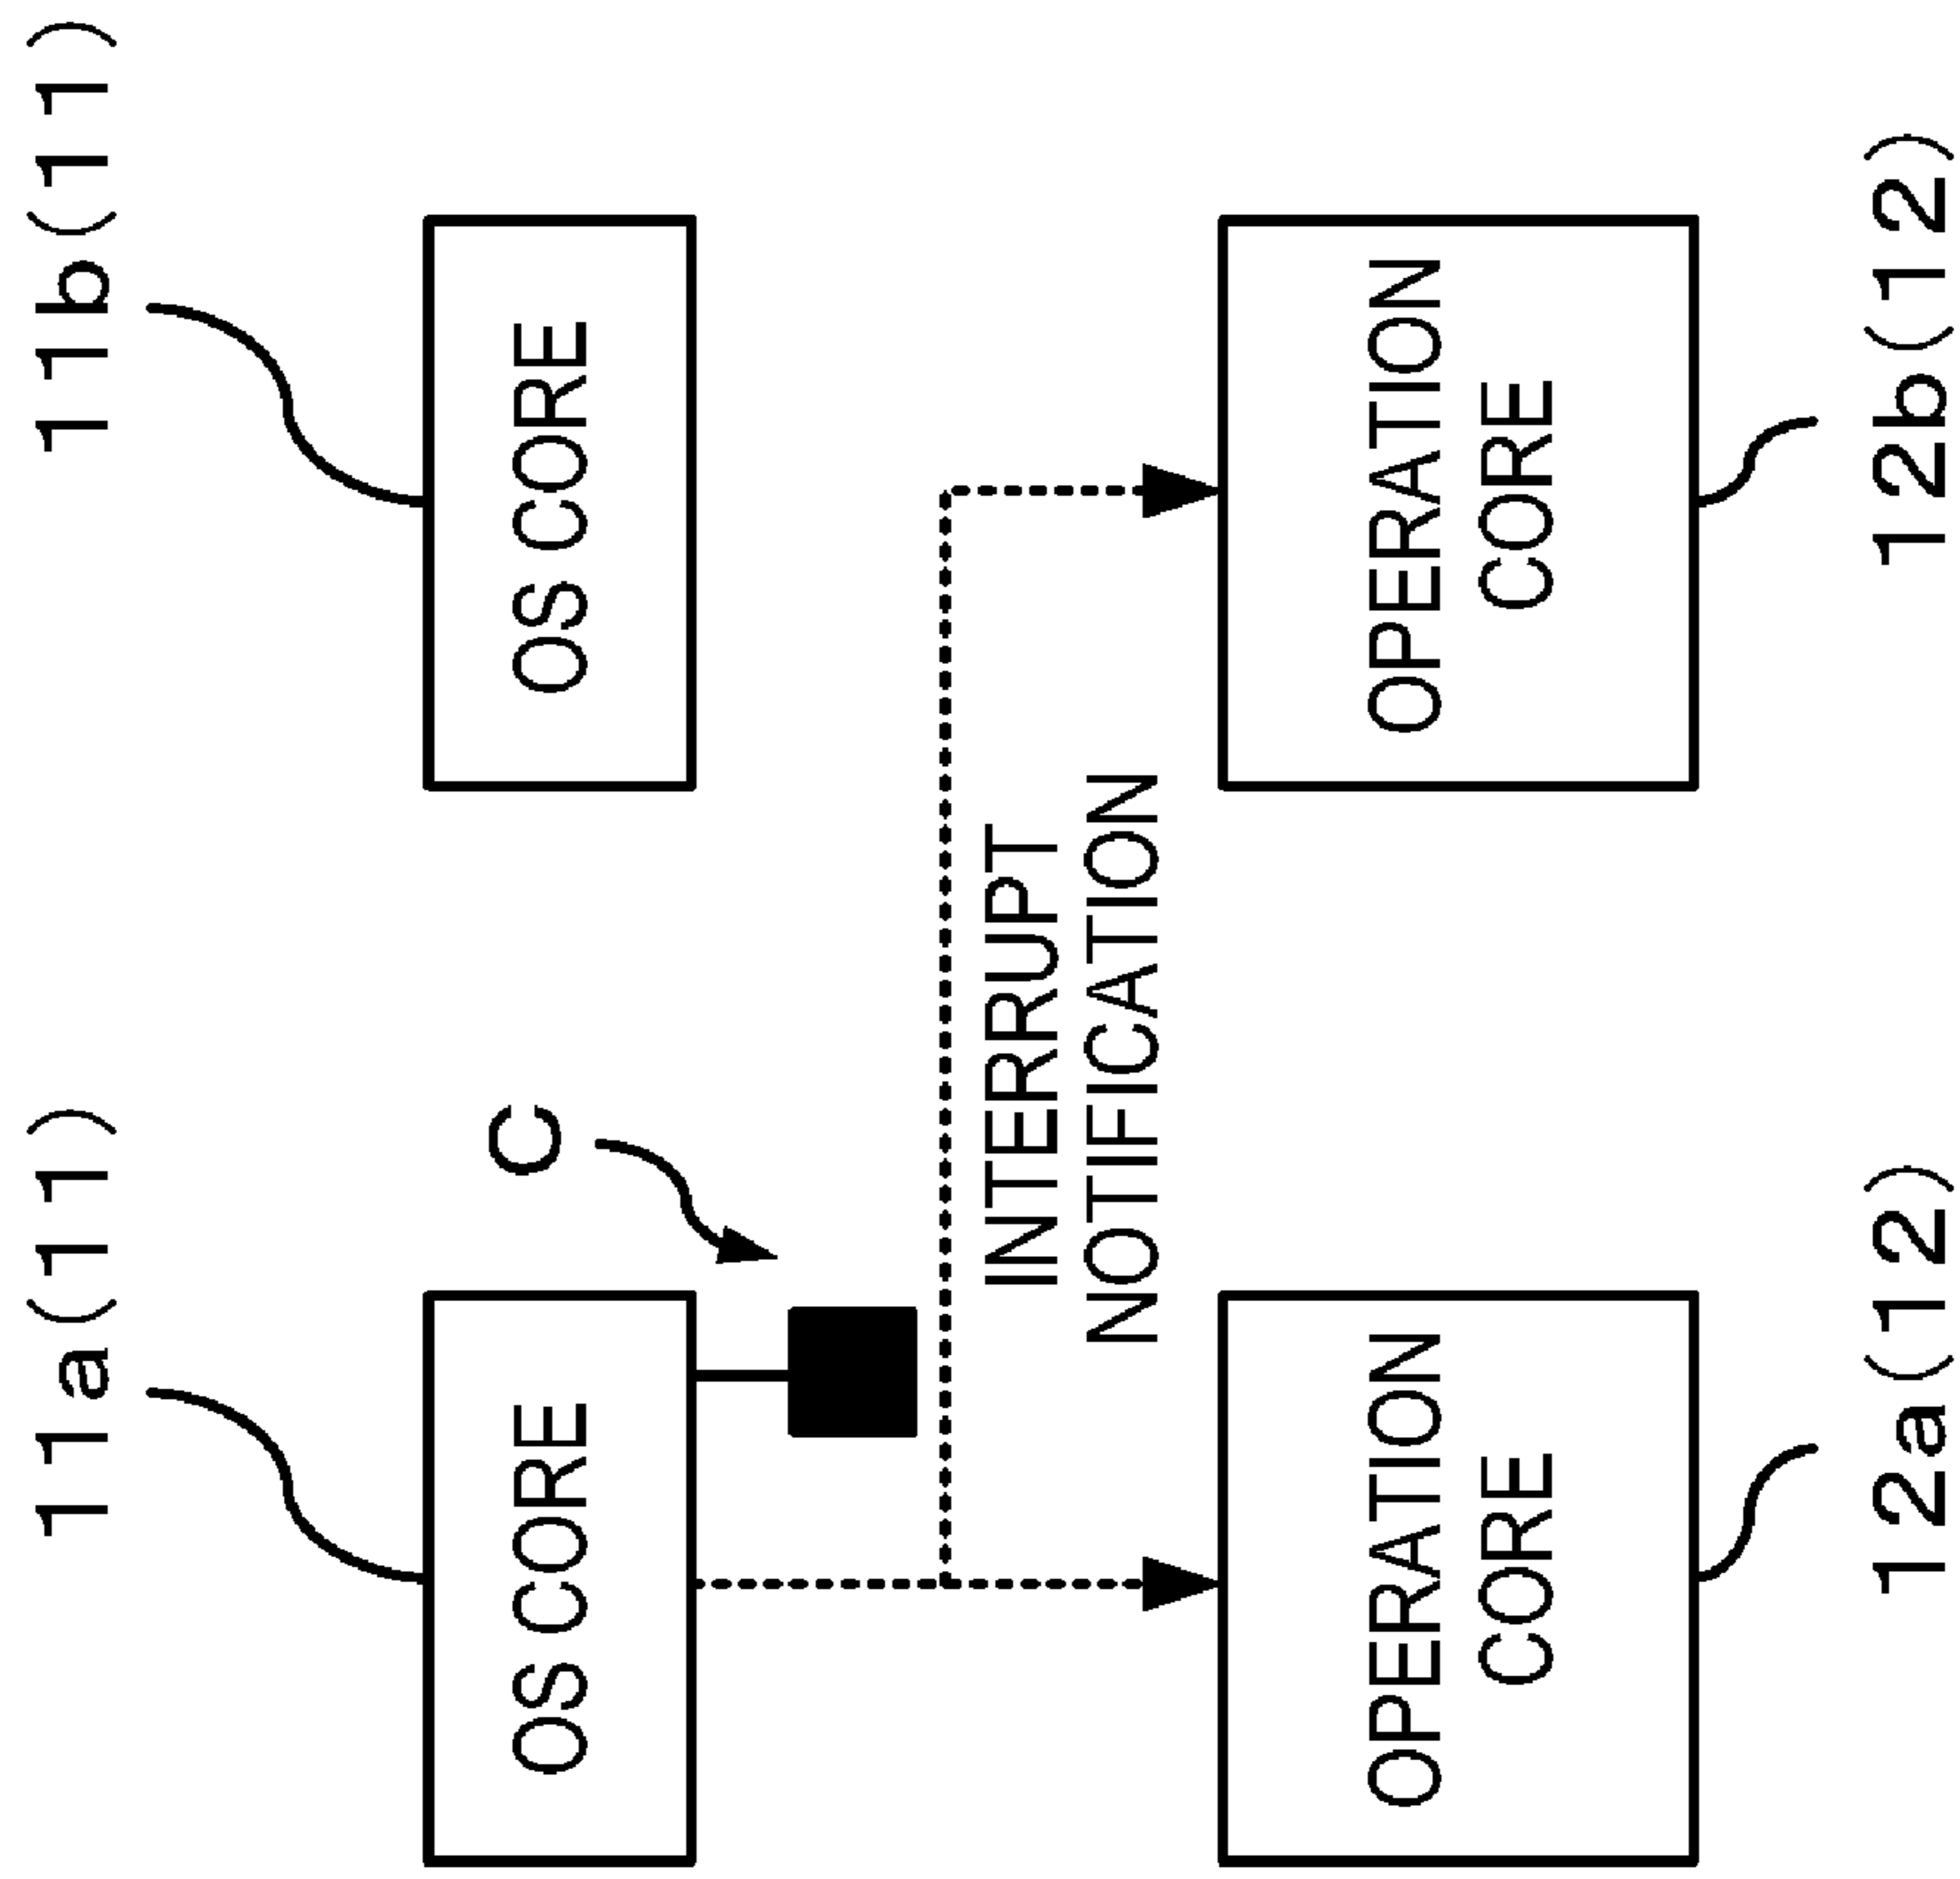 11a(11)
11b(11)
OS CORE
OS CORE
C
INTERRUPT
NOTIFICATION
OPERATION
CORE
OPERATION
CORE
12a(12)
12b(12)